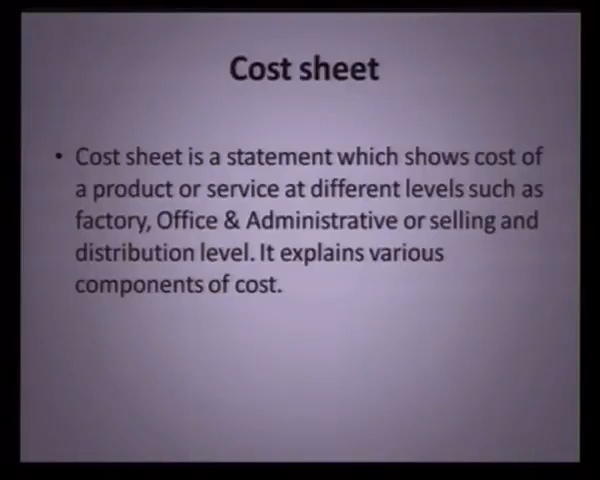 Cost sheet
• Cost sheet is a statement which shows cost of
a product or service at different levels such as
factory, Office & Administrative or selling and
distribution level. It explains various
components of cost.